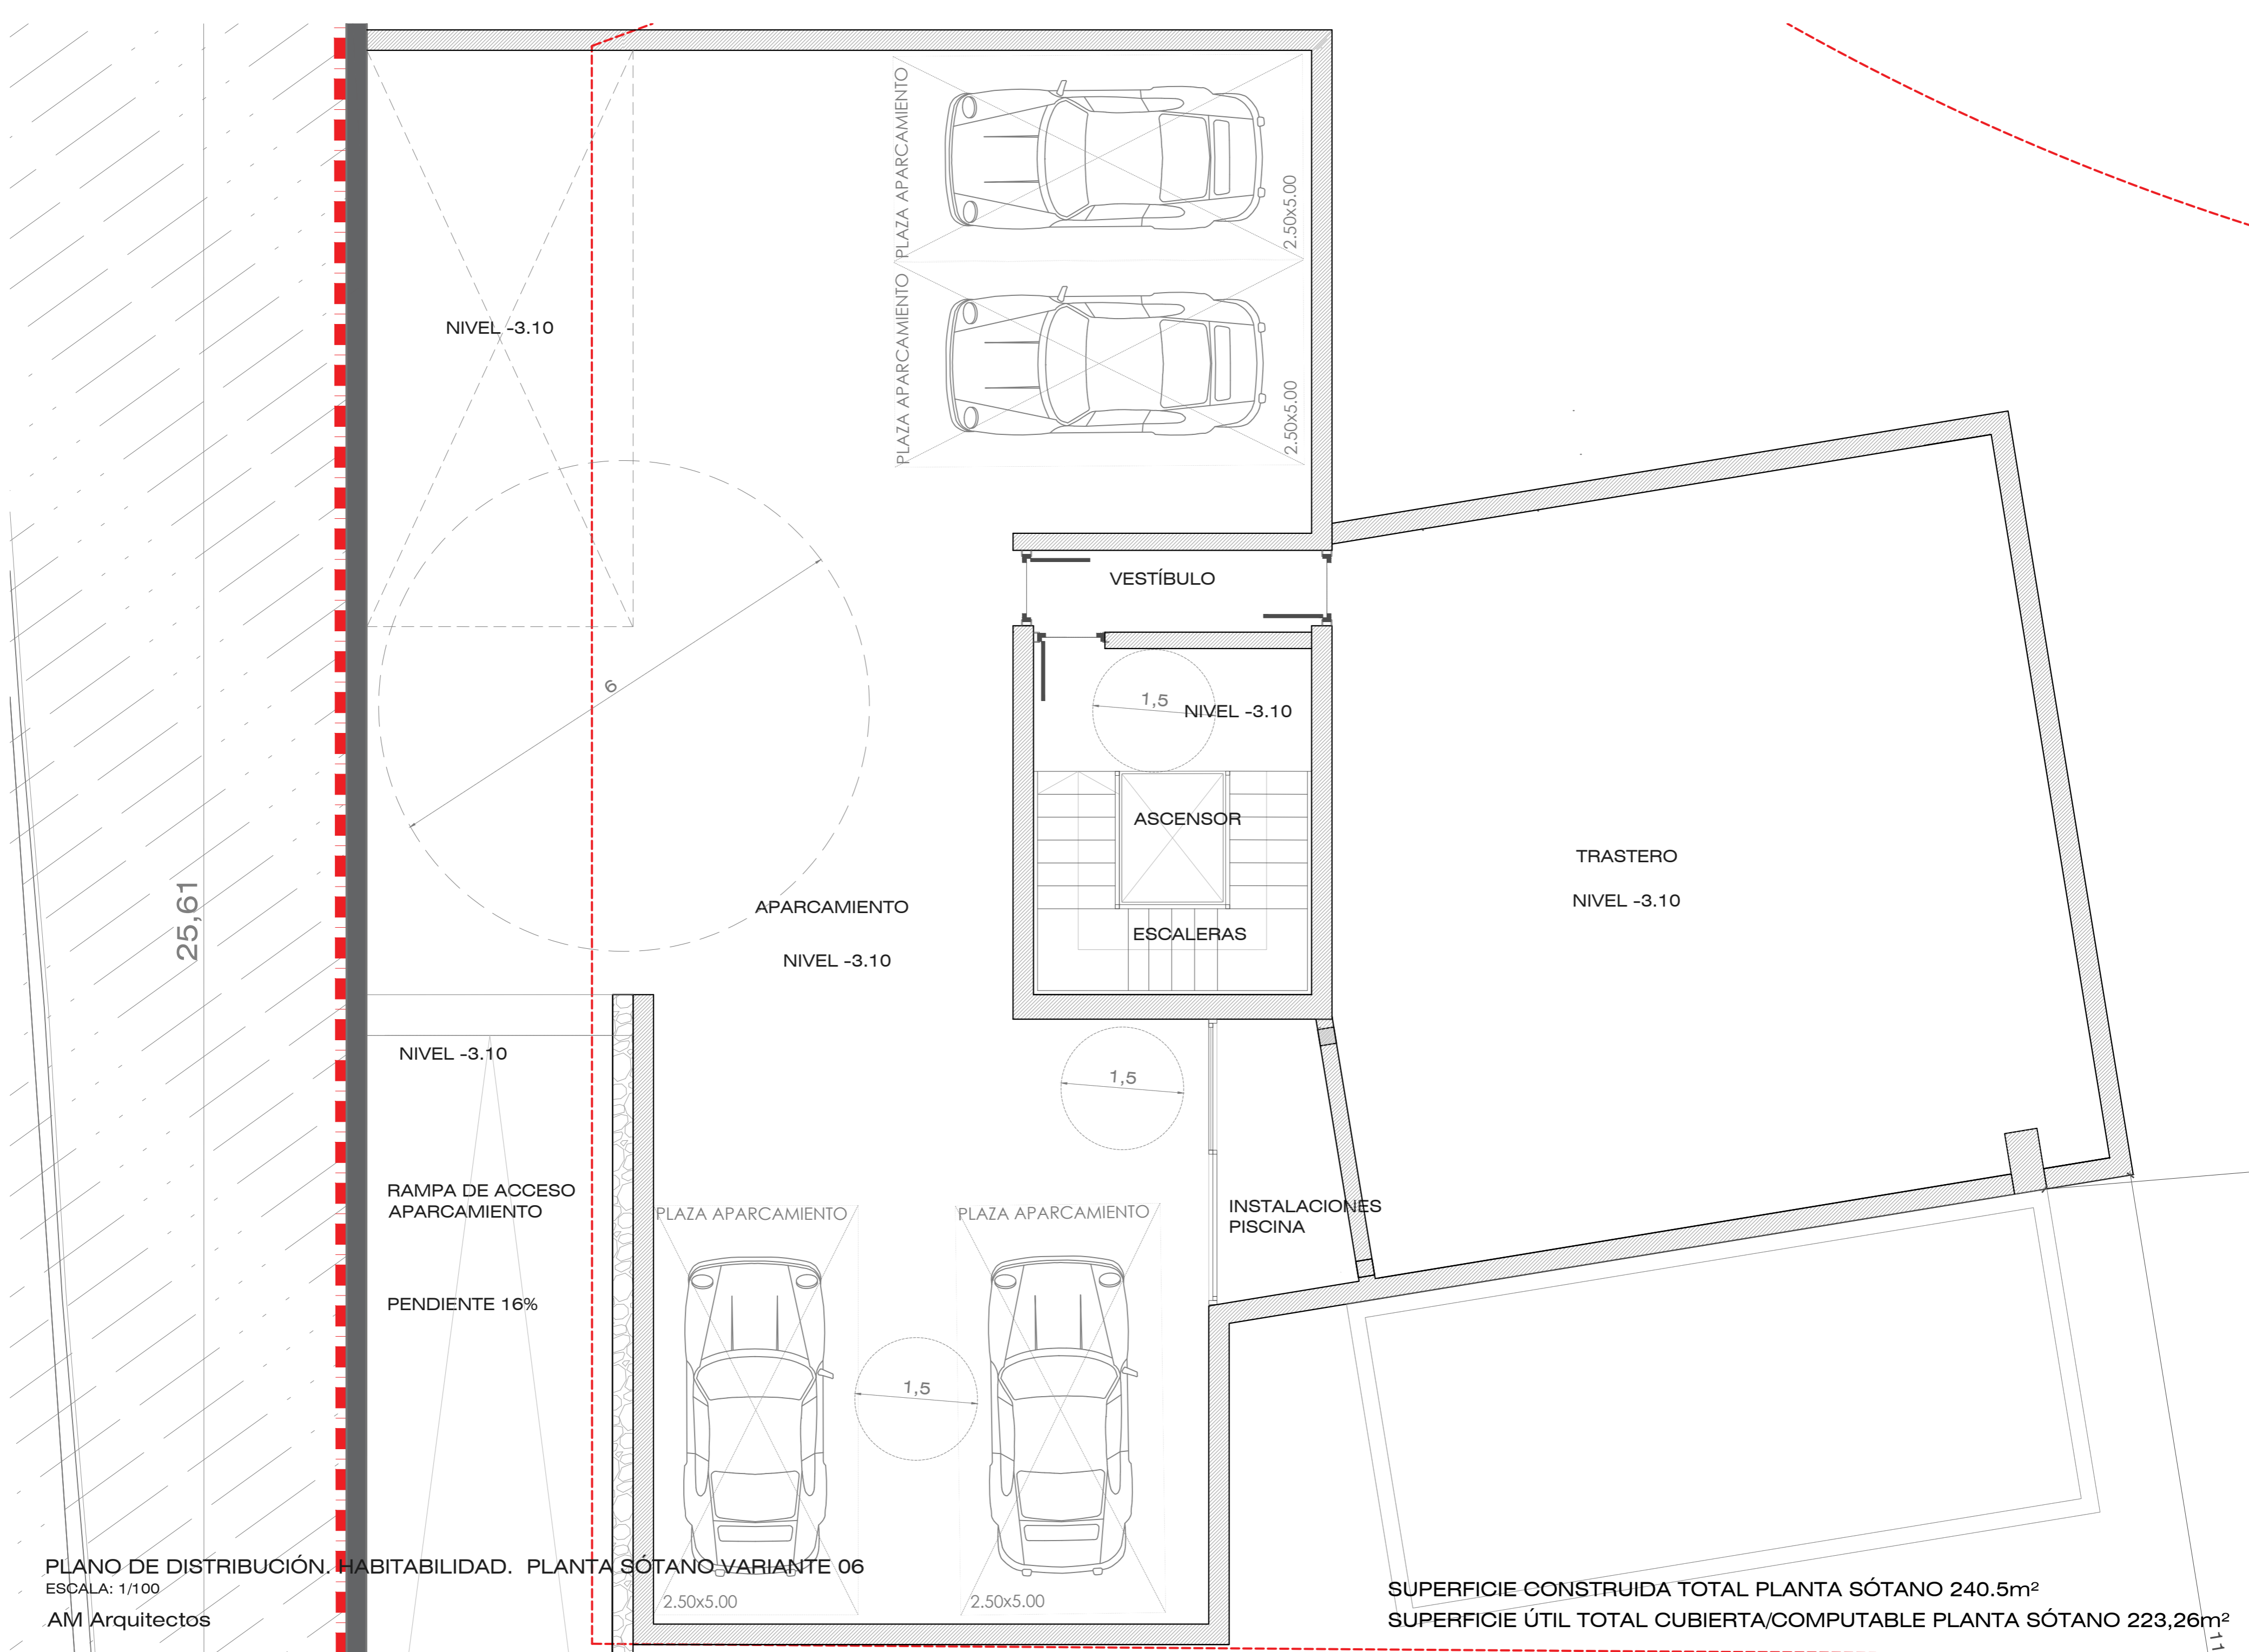 PLAZA APARCAMIENTO
2.50x5.00
PLAZA APARCAMIENTO
2.50x5.00
NIVEL -3.10
VESTÍBULO
6
1,5
NIVEL -3.10
ASCENSOR
ESCALERAS
TRASTERO
NIVEL -3.10
25,61
APARCAMIENTO
NIVEL -3.10
NIVEL -3.10
1,5
RAMPA DE ACCESO
APARCAMIENTO
PLAZA APARCAMIENTO
PLAZA APARCAMIENTO
INSTALACIONES
PISCINA
PENDIENTE 16%
1,5
2.50x5.00
2.50x5.00
PLANO DE DISTRIBUCIÓN. HABITABILIDAD. PLANTA SÓTANO VARIANTE 06
ESCALA: 1/100
AM Arquitectos
SUPERFICIE CONSTRUIDA TOTAL PLANTA SÓTANO 240.5m²
SUPERFICIE ÚTIL TOTAL CUBIERTA/COMPUTABLE PLANTA SÓTANO 223,26m²